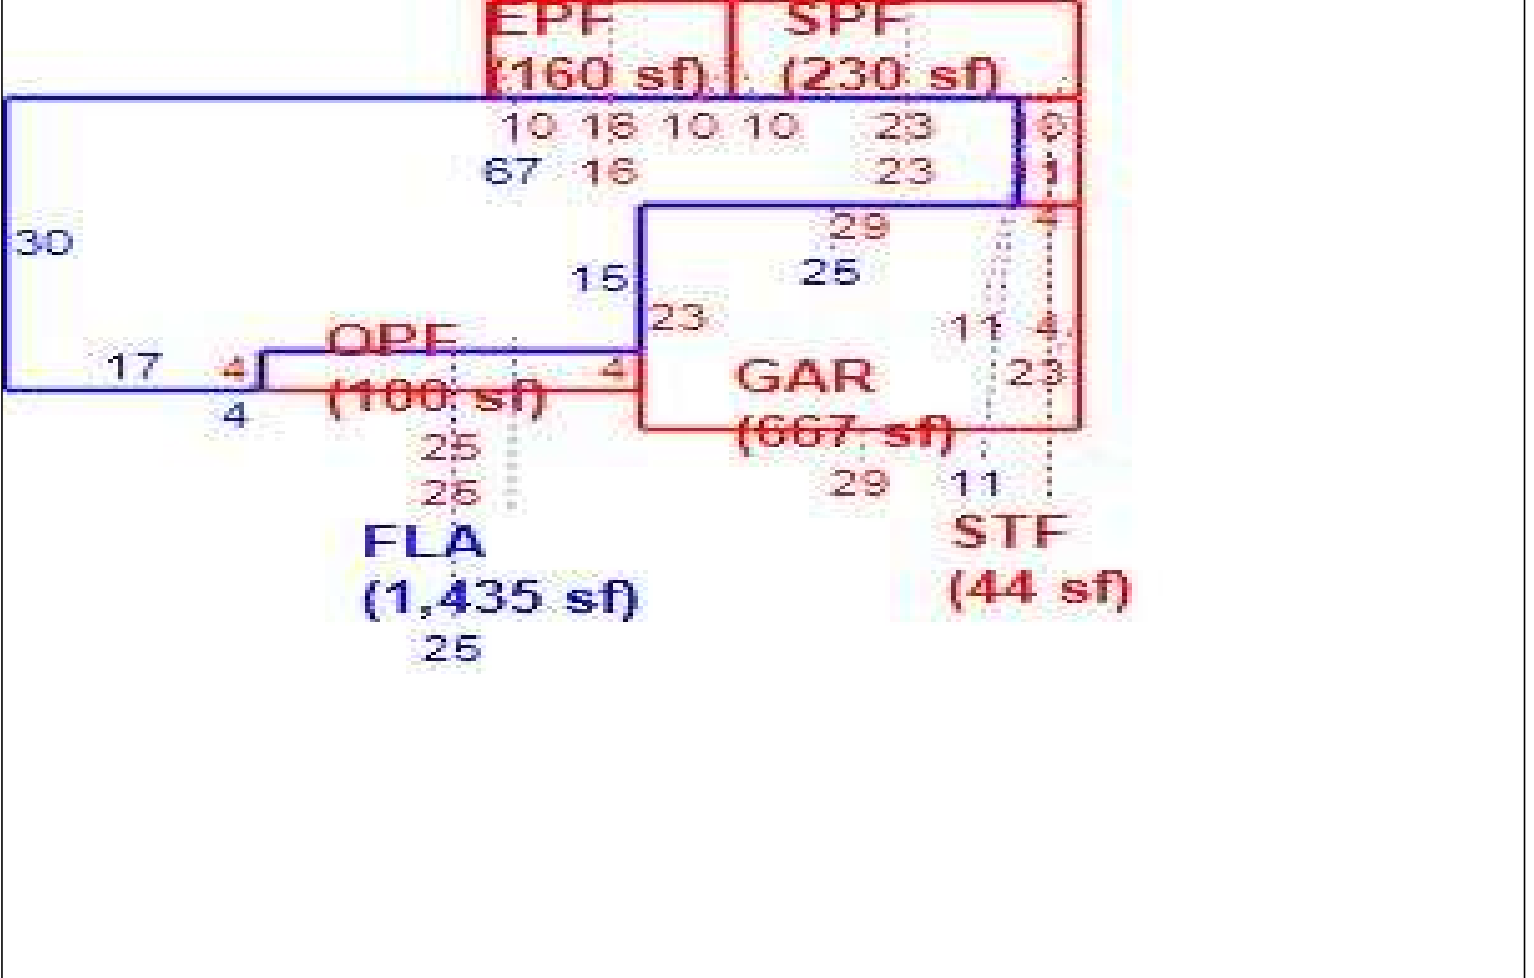 EPF SPF
(160 sf) (230 sf)
10 16 10 10 23
67 16 23
29
30
15 25
23 11 4
OPF
17 4 4 GAR 23
(100 sf)
4 (667 sf)
25
25 29 11
FLA STF
(1,435 sf) (44 sf)
25